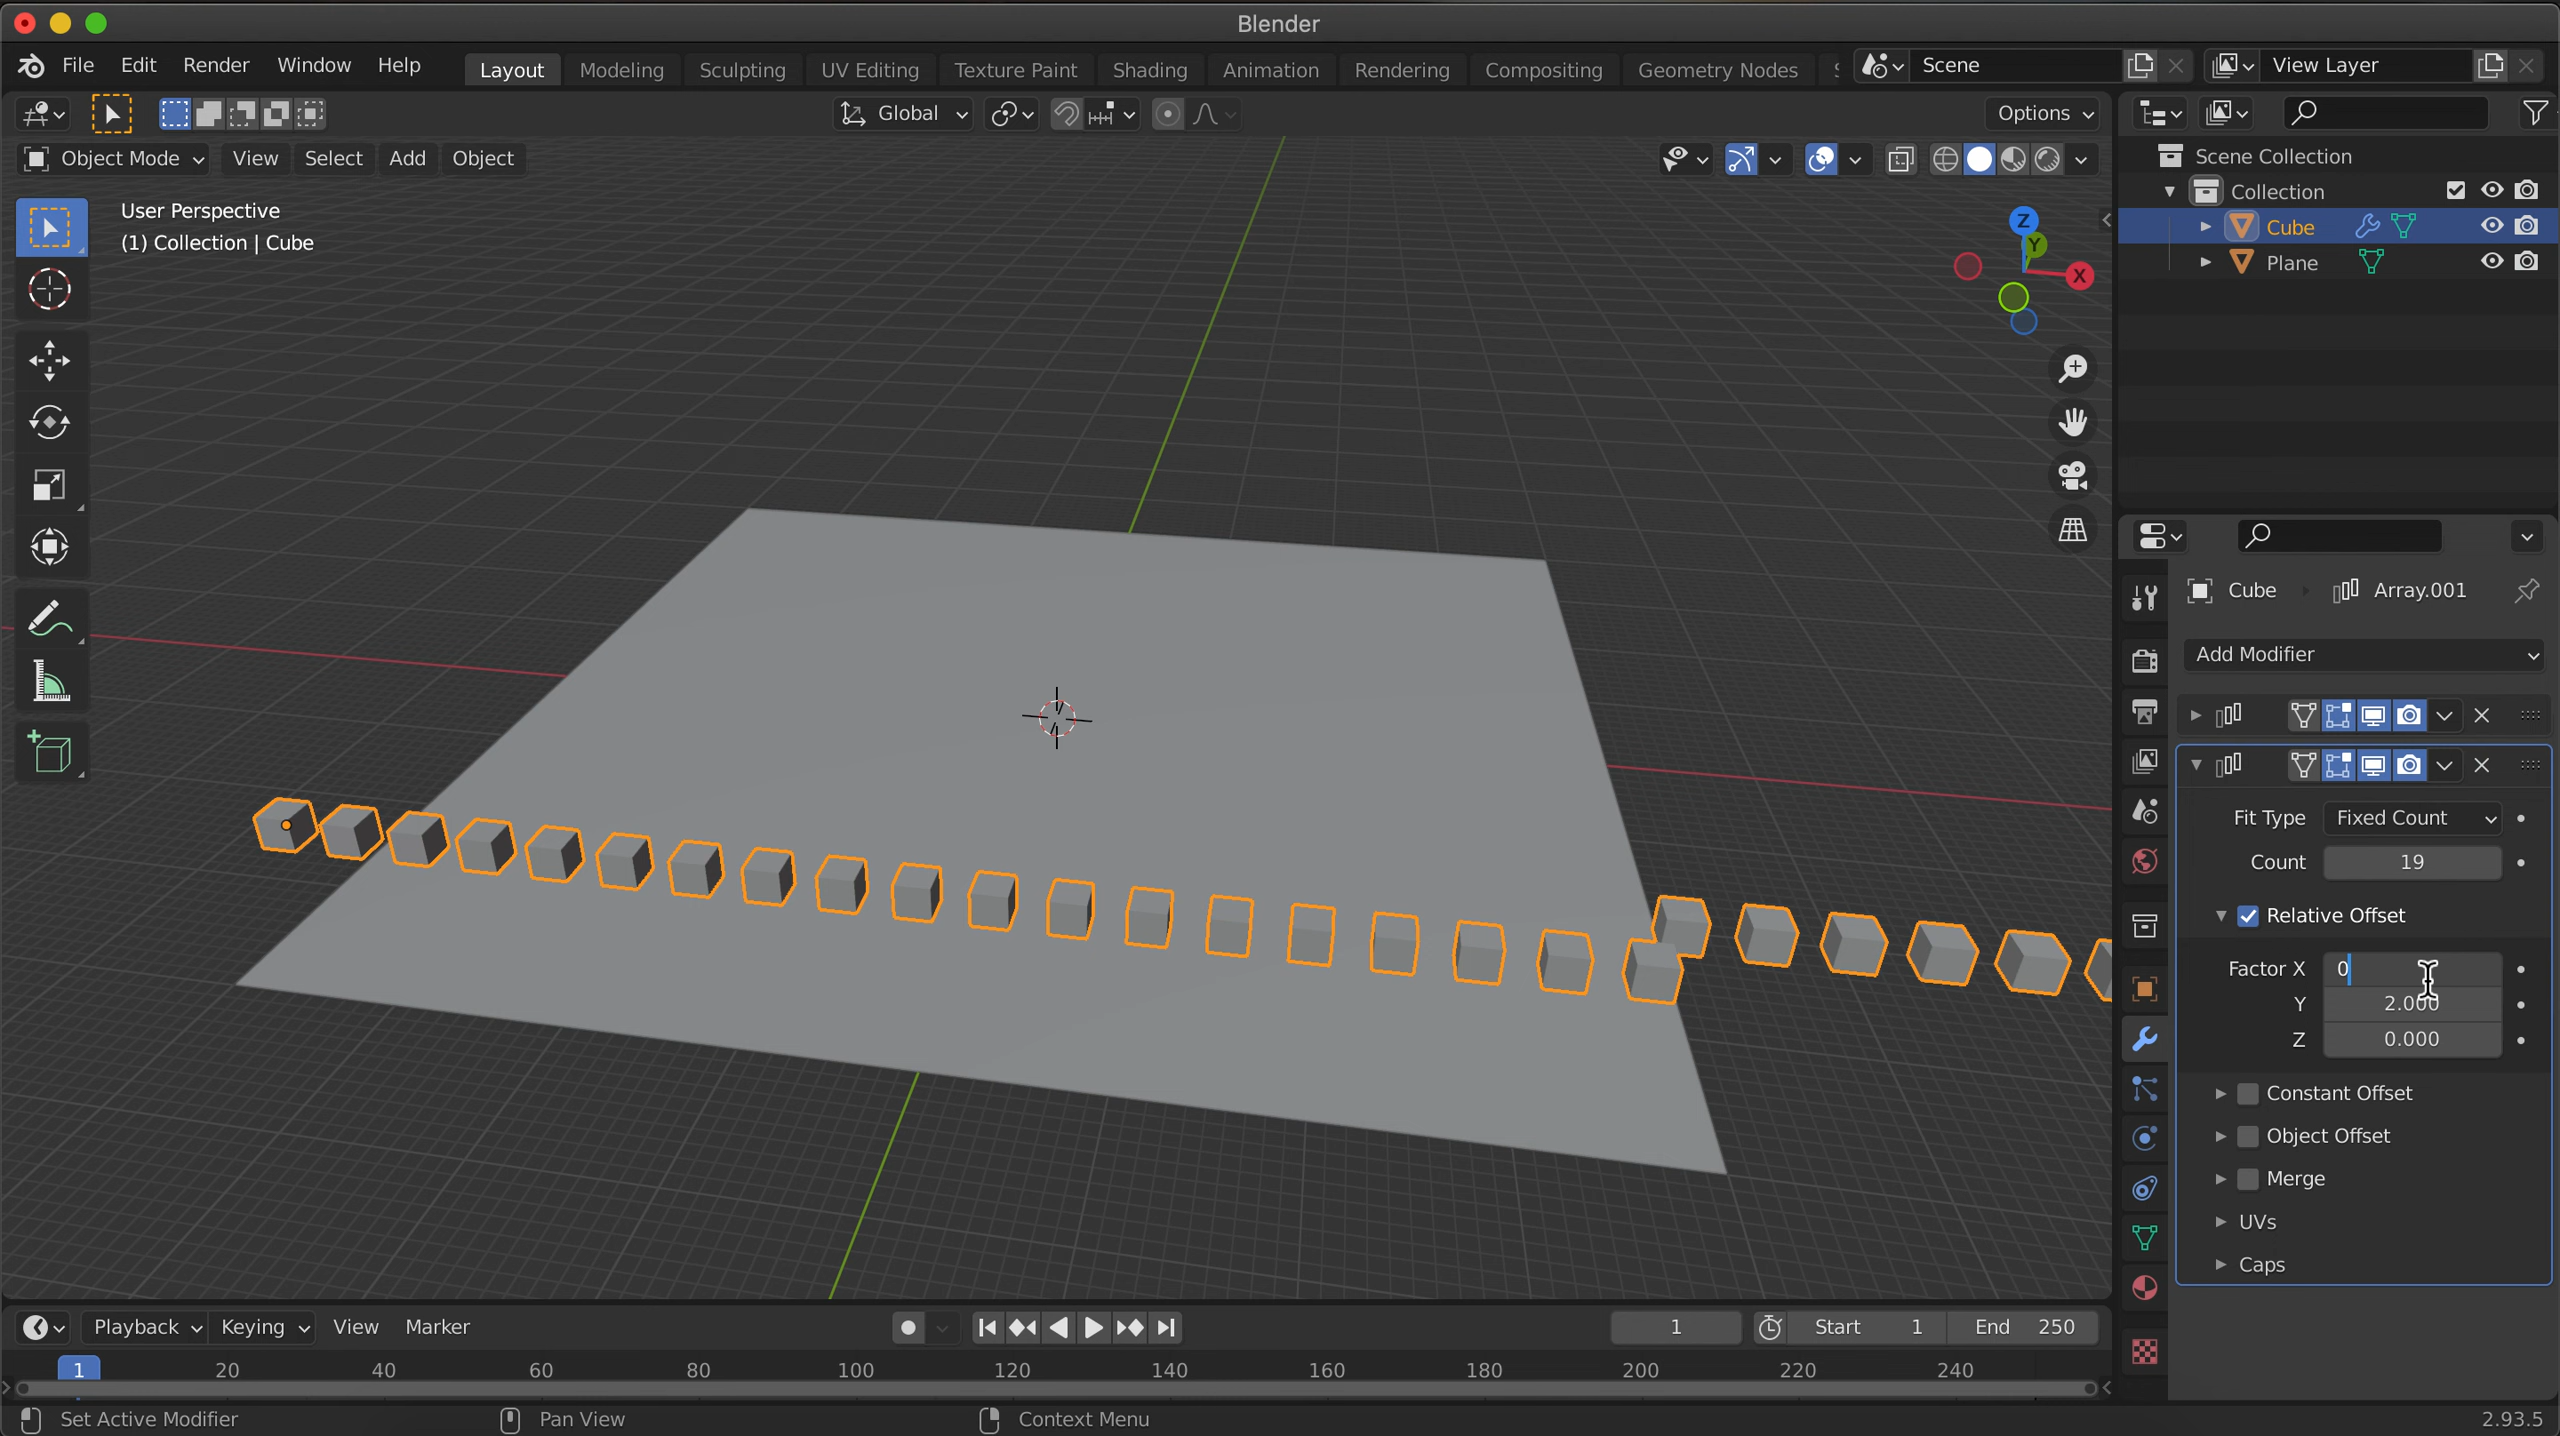 Blender
File Edit Render Window Help Layout Modeling Sculpting UV Editing Texture Paint Shading Animation Rendering Compositing Geometry Nodes Scene View Layer
Global Options
Object Mode View Select Add Object
User Perspective
(1) Collection | Cube
Z
Y
X
Scene Collection
Collection
Cube
Plane
Cube Array.001
Add Modifier
Fit Type Fixed Count
Count 19
Relative Offset
Factor X 0
Y 2.000
Z 0.000
Constant Offset
Object Offset
Merge
UVs
Caps
Playback Keying View Marker 1 Start 1 End 250
1 20 40 60 80 100 120 140 160 180 200 220 240
Set Active Modifier Pan View Context Menu 2.93.5